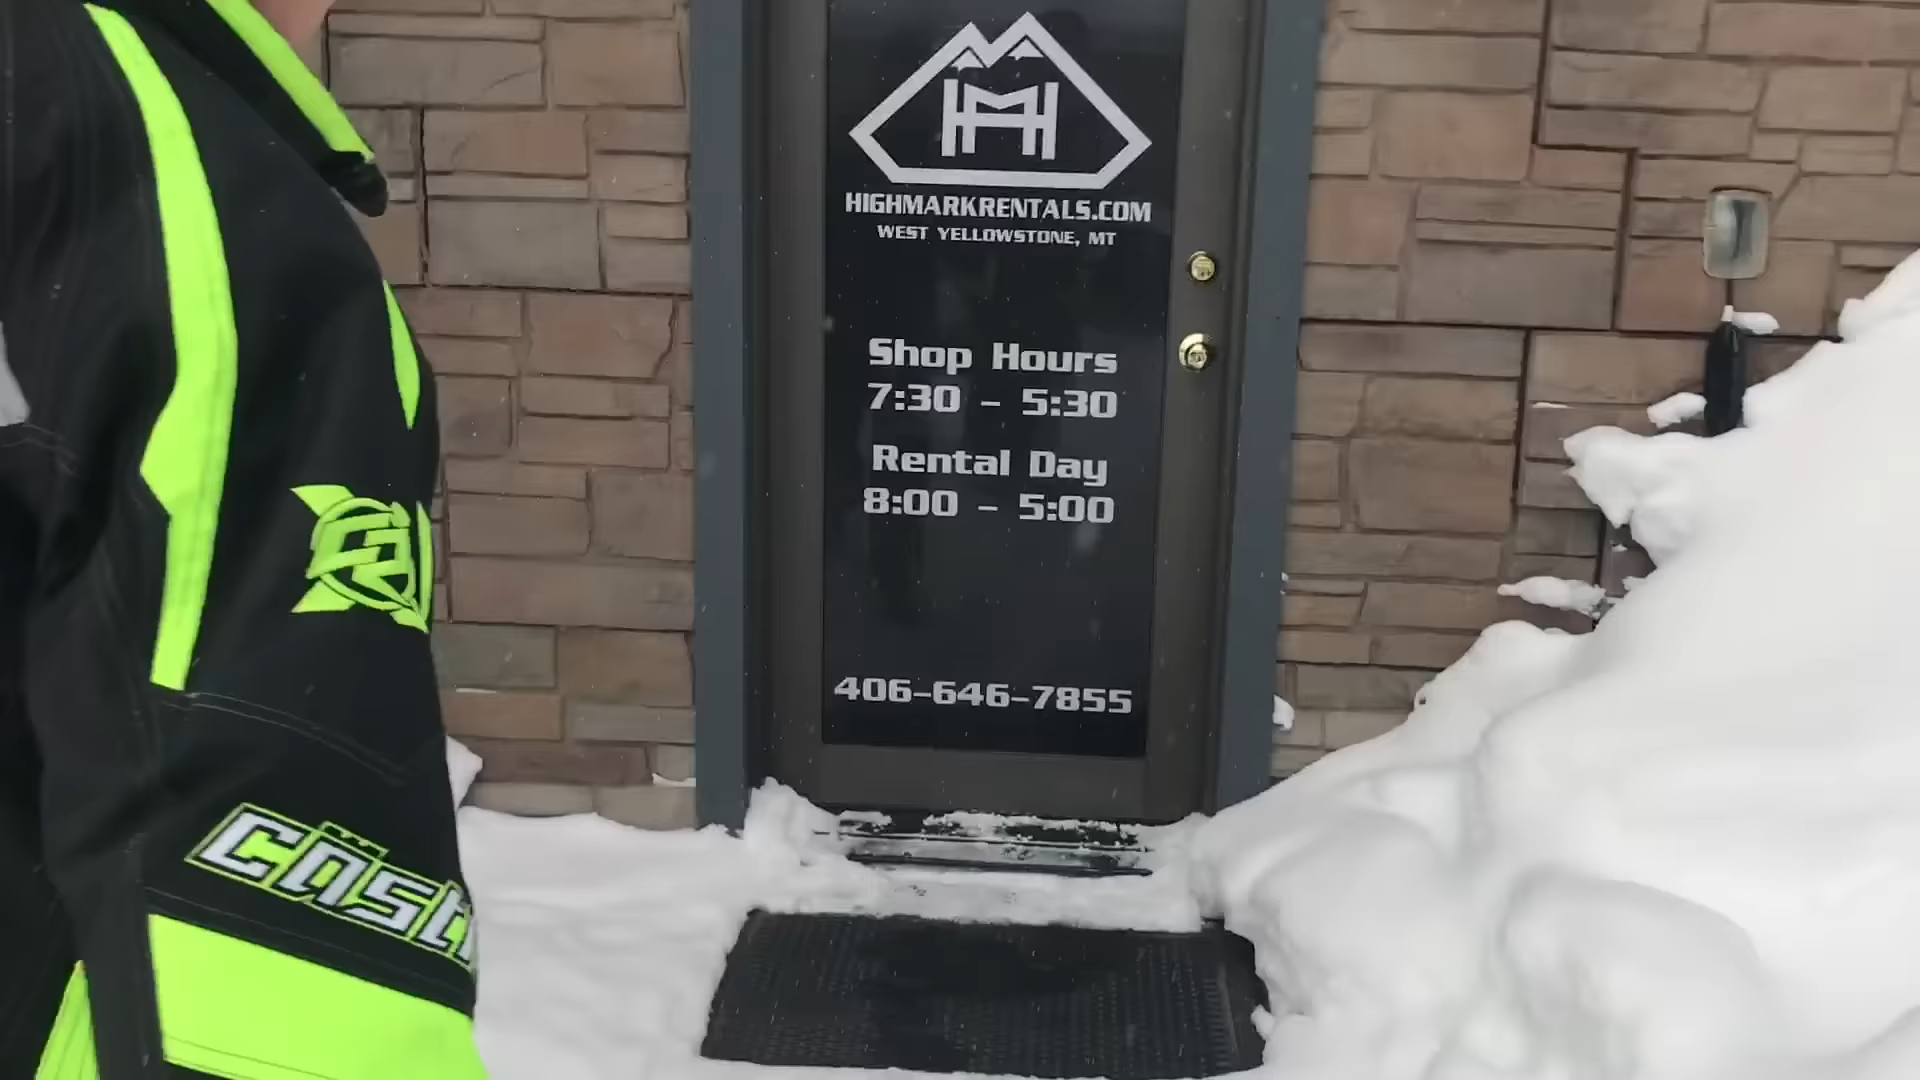 HIGHMARKRENTALS.COM
WEST YELLOWSTONE, MT
Shop Hours
7:30 - 5:30
Rental Day
8:00 - 5:00
406-646-7855